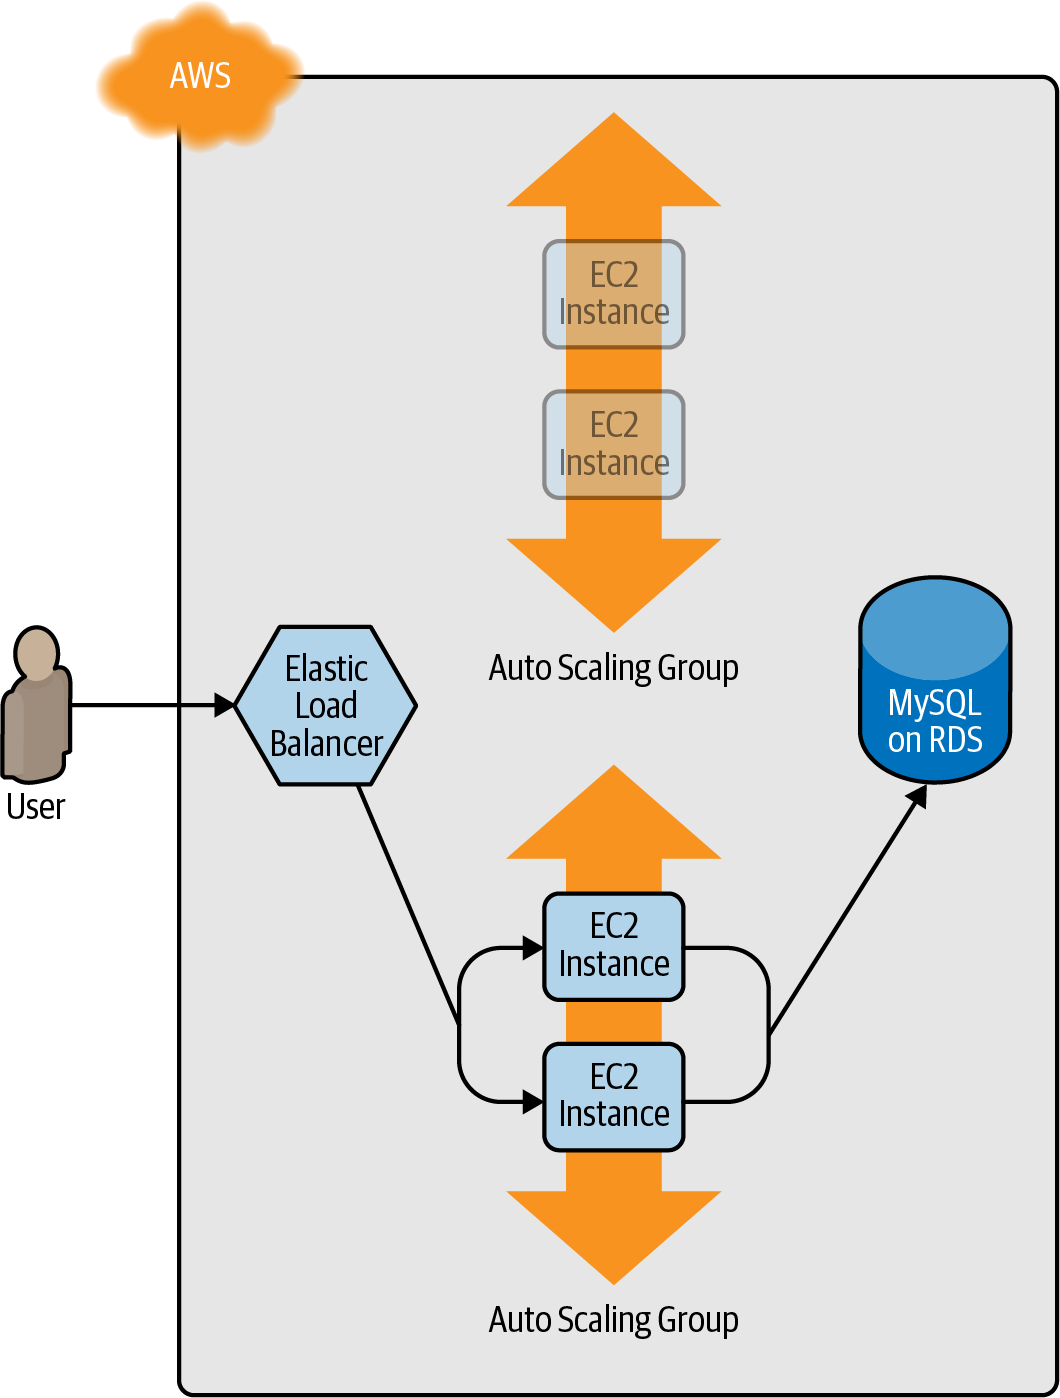 AWS
EC2
Instance
EC2
Instance
Auto Scaling Group
Elastic
Load
Balancer
MySQL
on RDS
User
EC2
Instance
EC2
Instance
Auto Scaling Group